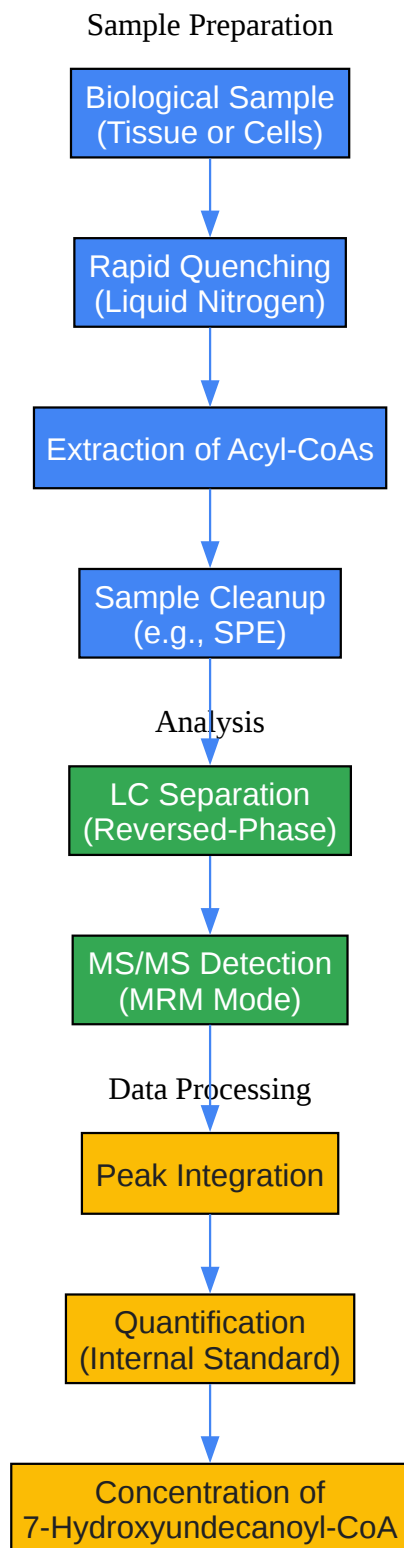 Sample Preparation
Biological Sample
(Tissue or Cells)
Rapid Quenching
(Liquid Nitrogen)
Extraction of Acyl-CoAs
Sample Cleanup
(e.g., SPE)
Analysis
LC Separation
(Reversed-Phase)
MS/MS Detection
(MRM Mode)
Data Processing
Peak Integration
Quantification
(Internal Standard)
Concentration of
7-Hydroxyundecanoyl-CoA